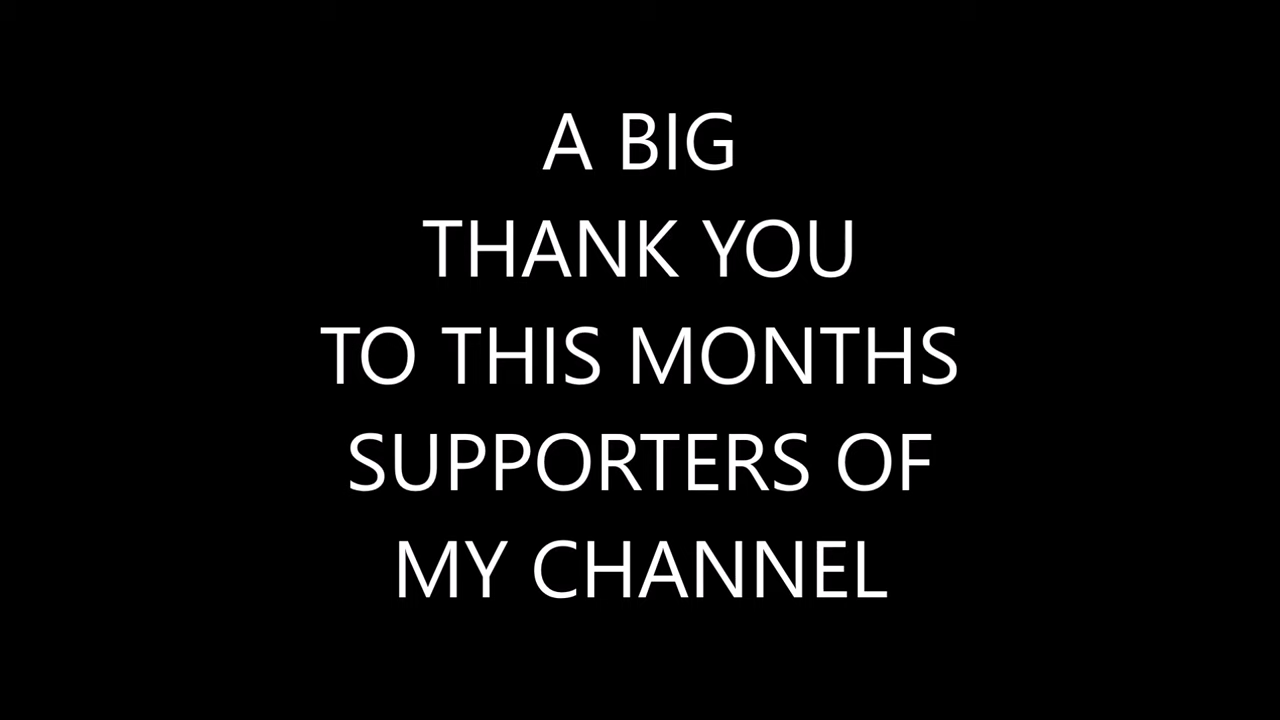 A BIG
THANK YOU
TO THIS MONTHS
SUPPORTERS OF
MY CHANNEL